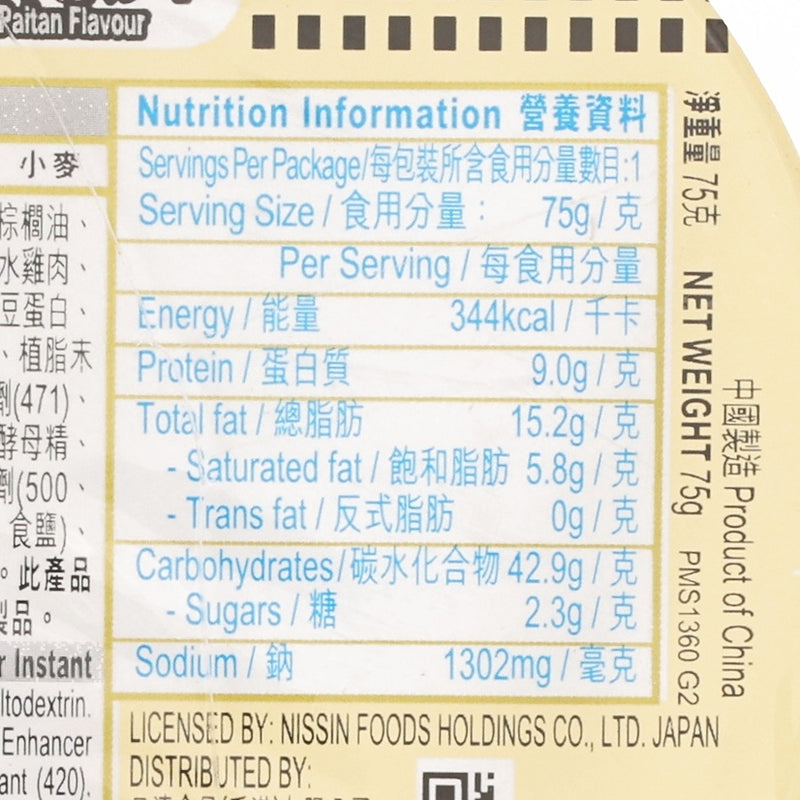 Paitan Flavour
小麥
棕櫚油、
水雞肉、
豆蛋白、
、植脂末
劑(471)、
酵母精、
劑(500、
食鹽)、
。此產品
製品。
r Instant
ltodextrin.
Enhancer
ant (420).
Nutrition Information 營養資料
Servings Per Package/每包裝所含食用分量數目:1
Serving Size / 食用分量: 75g / 克
Per Serving / 每食用分量
Energy / 能量 344kcal / 千卡
Protein / 蛋白質 9.0g / 克
Total fat / 總脂肪 15.2g / 克
- Saturated fat / 飽和脂肪 5.8g / 克
- Trans fat / 反式脂肪 0g / 克
Carbohydrates/碳水化合物 42.9g / 克
- Sugars / 糖 2.3g / 克
Sodium / 鈉 1302mg / 毫克
LICENSED BY: NISSIN FOODS HOLDINGS CO., LTD. JAPAN
DISTRIBUTED BY:
淨重量 75克 NET WEIGHT 75g PMS1360 G2
中國製造 Product of China